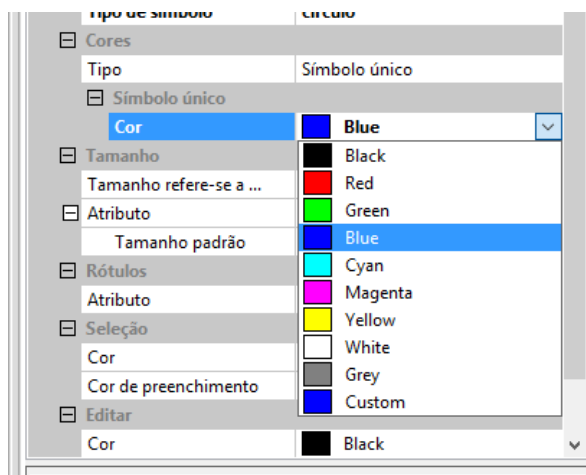 Tipo de símbolo círculo
Cores
Tipo Símbolo único
Símbolo único
Cor Blue
Tamanho Black
Tamanho refere-se a ... Red
Atributo Green
Tamanho padrão Blue
Rótulos Cyan
Atributo Magenta
Seleção Yellow
Cor White
Cor de preenchimento Grey
Editar Custom
Cor Black